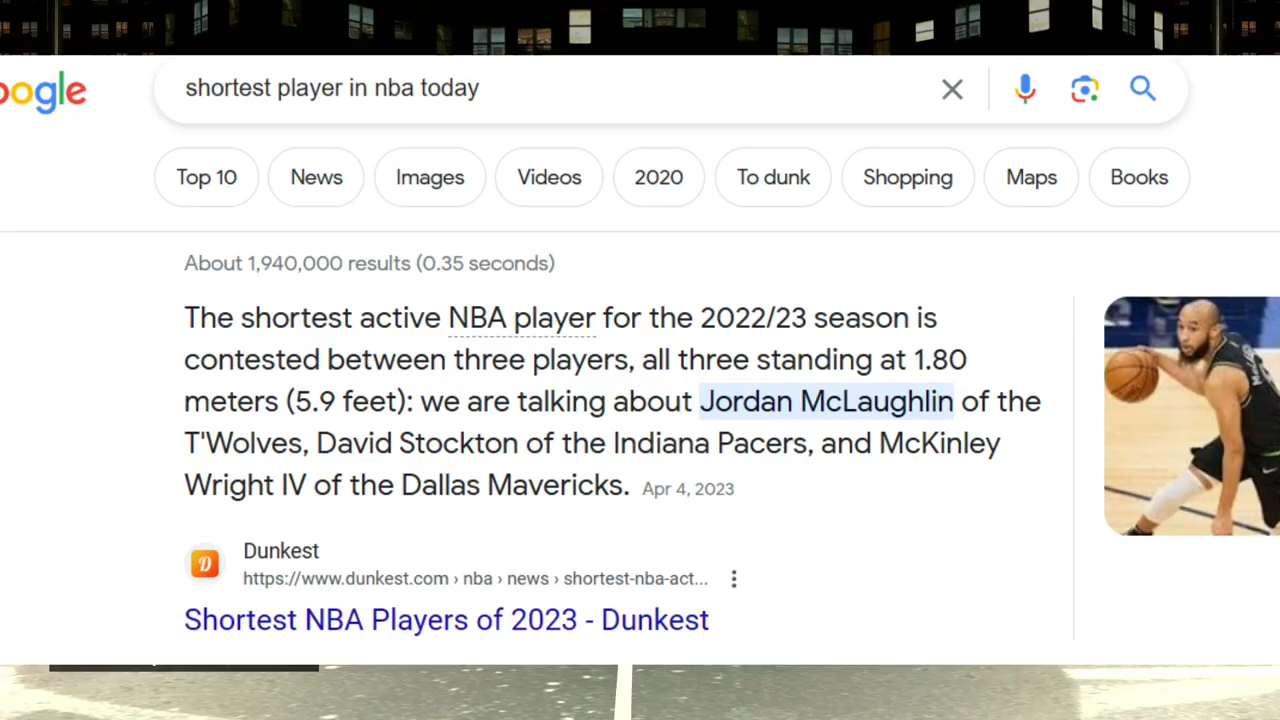 oogle
shortest player in nba today
Top 10 News Images Videos 2020 To dunk Shopping Maps Books
About 1,940,000 results (0.35 seconds)
The shortest active NBA player for the 2022/23 season is
contested between three players, all three standing at 1.80
meters (5.9 feet): we are talking about Jordan McLaughlin of the
T'Wolves, David Stockton of the Indiana Pacers, and McKinley
Wright IV of the Dallas Mavericks. Apr 4, 2023
D
Dunkest
https://www.dunkest.com › nba › news › shortest-nba-act...
Shortest NBA Players of 2023 - Dunkest